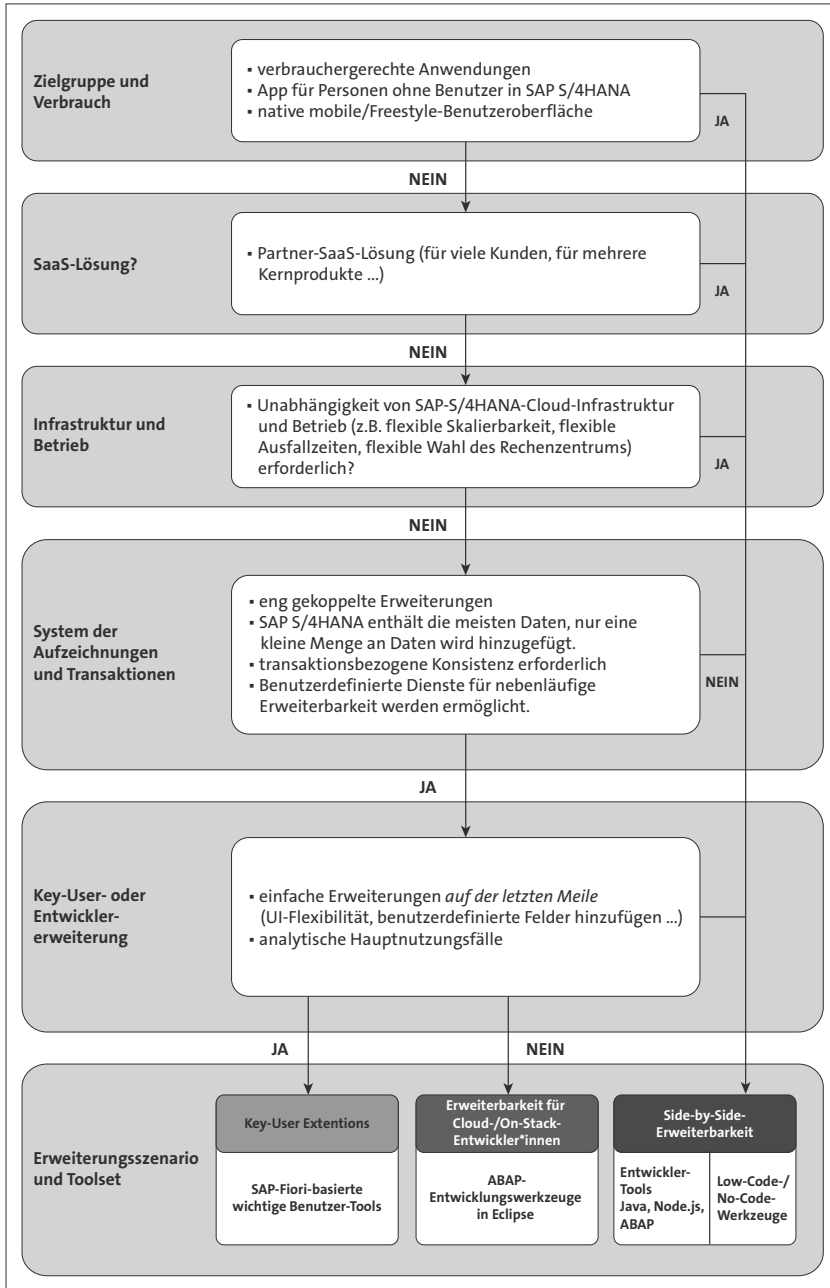 Zielgruppe und
Verbrauch
▪ verbrauchergerechte Anwendungen
▪ App für Personen ohne Benutzer in SAP S/4HANA
▪ native mobile/Freestyle-Benutzeroberfläche
JA
NEIN
SaaS-Lösung?
▪ Partner-SaaS-Lösung (für viele Kunden, für mehrere
Kernprodukte ...)
JA
NEIN
Infrastruktur und
Betrieb
▪ Unabhängigkeit von SAP-S/4HANA-Cloud-Infrastruktur
und Betrieb (z.B. flexible Skalierbarkeit, flexible
Ausfallzeiten, flexible Wahl des Rechenzentrums)
erforderlich?
JA
NEIN
System der
Aufzeichnungen
und Transaktionen
▪ eng gekoppelte Erweiterungen
▪ SAP S/4HANA enthält die meisten Daten, nur eine
kleine Menge an Daten wird hinzugefügt.
▪ transaktionsbezogene Konsistenz erforderlich
▪ Benutzerdefinierte Dienste für nebenläufige
Erweiterbarkeit werden ermöglicht.
NEIN
JA
Key-User- oder
Entwickler-
erweiterung
▪ einfache Erweiterungen auf der letzten Meile
(UI-Flexibilität, benutzerdefinierte Felder hinzufügen ...)
▪ analytische Hauptnutzungsfälle
JA
NEIN
Erweiterungsszenario
und Toolset
Key-User Extentions
SAP-Fiori-basierte
wichtige Benutzer-Tools
Erweiterbarkeit für
Cloud-/On-Stack-
Entwickler*innen
ABAP-
Entwicklungswerkzeuge
in Eclipse
Side-by-Side-
Erweiterbarkeit
Entwickler-
Tools
Java, Node.js,
ABAP
Low-Code-/
No-Code-
Werkzeuge